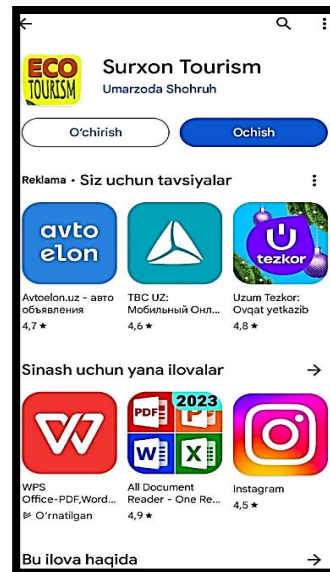 ECO
TOURISM
Surxon Tourism
Umarzoda Shohruh
O'chirish
Ochish
Reklama • Siz uchun tavsiyalar
avto
elon
U
tezkor
Avtoelon.uz - авто
объявления
4,7 ★
TBC UZ:
Мобильный Онл...
4,6 ★
Uzum Tezkor:
Ovqat yetkazib
4,8 ★
Sinash uchun yana ilovalar
W
PDF
P
2023
W
X
WPS
Office-PDF,Word...
O'rnatilgan
All Document
Reader - One Re...
4,9 ★
Instagram
4,5 ★
Bu ilova haqida